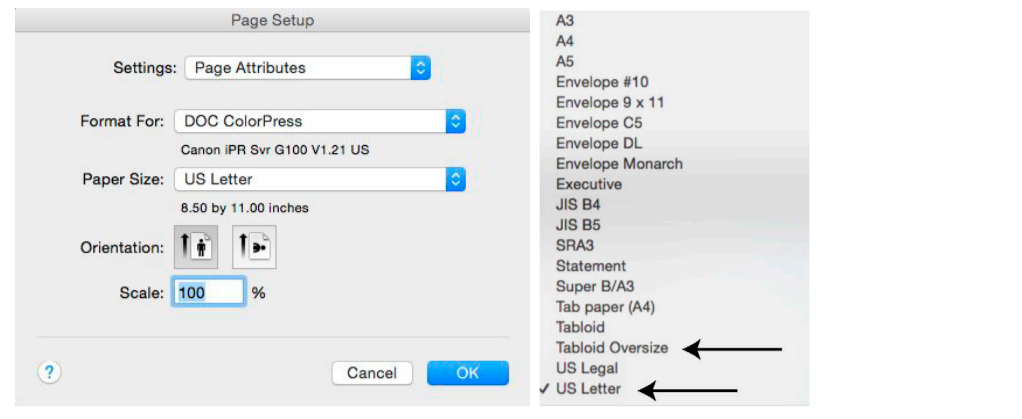 Page Setup
Settings: Page Attributes
Format For: DOC ColorPress
Canon iPR Svr G100 V1.21 US
Paper Size: US Letter
8.50 by 11.00 inches
Orientation:
Scale: 100 %
? Cancel OK
A3
A4
A5
Envelope #10
Envelope 9 x 11
Envelope C5
Envelope DL
Envelope Monarch
Executive
JIS B4
JIS B5
SRA3
Statement
Super B/A3
Tab paper (A4)
Tabloid
Tabloid Oversize
US Legal
✓ US Letter